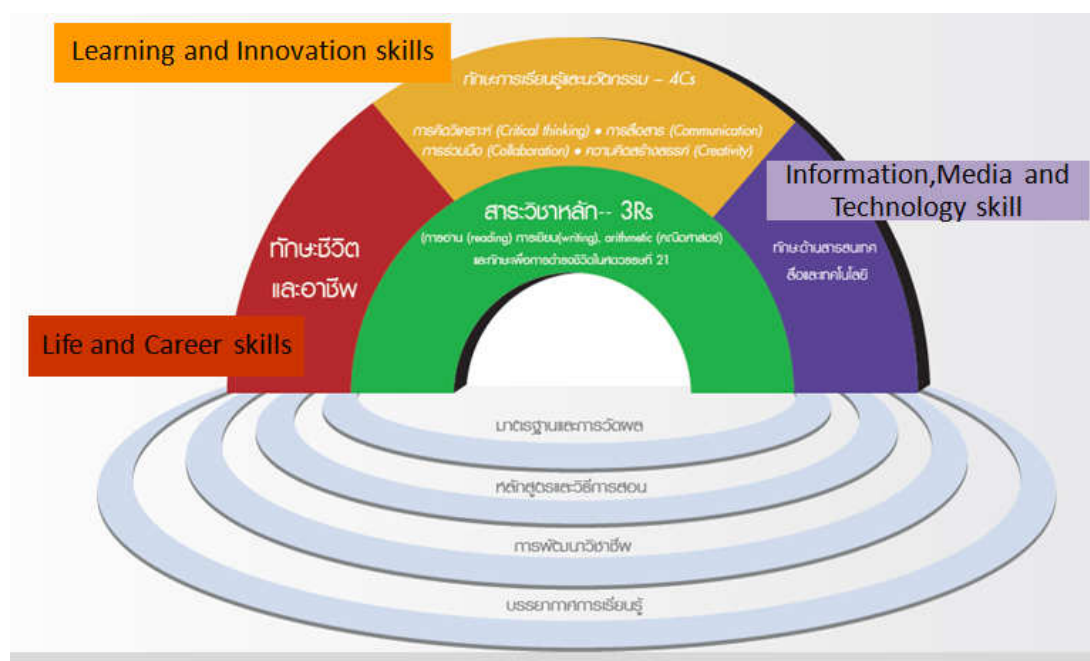 Learning and Innovation skills
ทักษะการเรียนรู้และนวัตกรรม – 4Cs
การคิดวิเคราะห์ (Critical thinking) ● การสื่อสาร (Communication)
การร่วมมือ (Collaboration) ● ความคิดสร้างสรรค์ (Creativity)
Information,Media and
Technology skill
สาระวิชาหลัก-- 3Rs
(การอ่าน (reading) การเขียน(writing), arithmetic (คณิตศาสตร์)
และทักษะเพื่อการดำรงชีวิตในศตวรรษที่ 21
ทักษะชีวิต
และอาชีพ
ทักษะด้านสารสนเทศ
สื่อและเทคโนโลยี
Life and Career skills
มาตรฐานและการวัดผล
หลักสูตรและวิธีการสอน
การพัฒนาวิชาชีพ
บรรยากาศการเรียนรู้